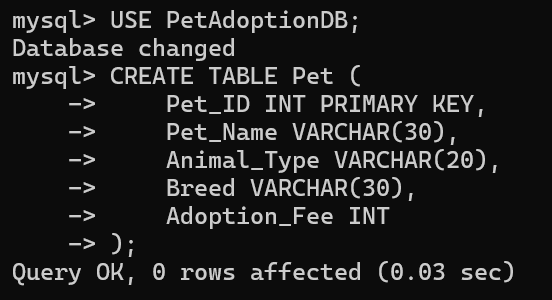 mysql> USE PetAdoptionDB;
Database changed
mysql> CREATE TABLE Pet (
    ->     Pet_ID INT PRIMARY KEY,
    ->     Pet_Name VARCHAR(30),
    ->     Animal_Type VARCHAR(20),
    ->     Breed VARCHAR(30),
    ->     Adoption_Fee INT
    -> );
Query OK, 0 rows affected (0.03 sec)